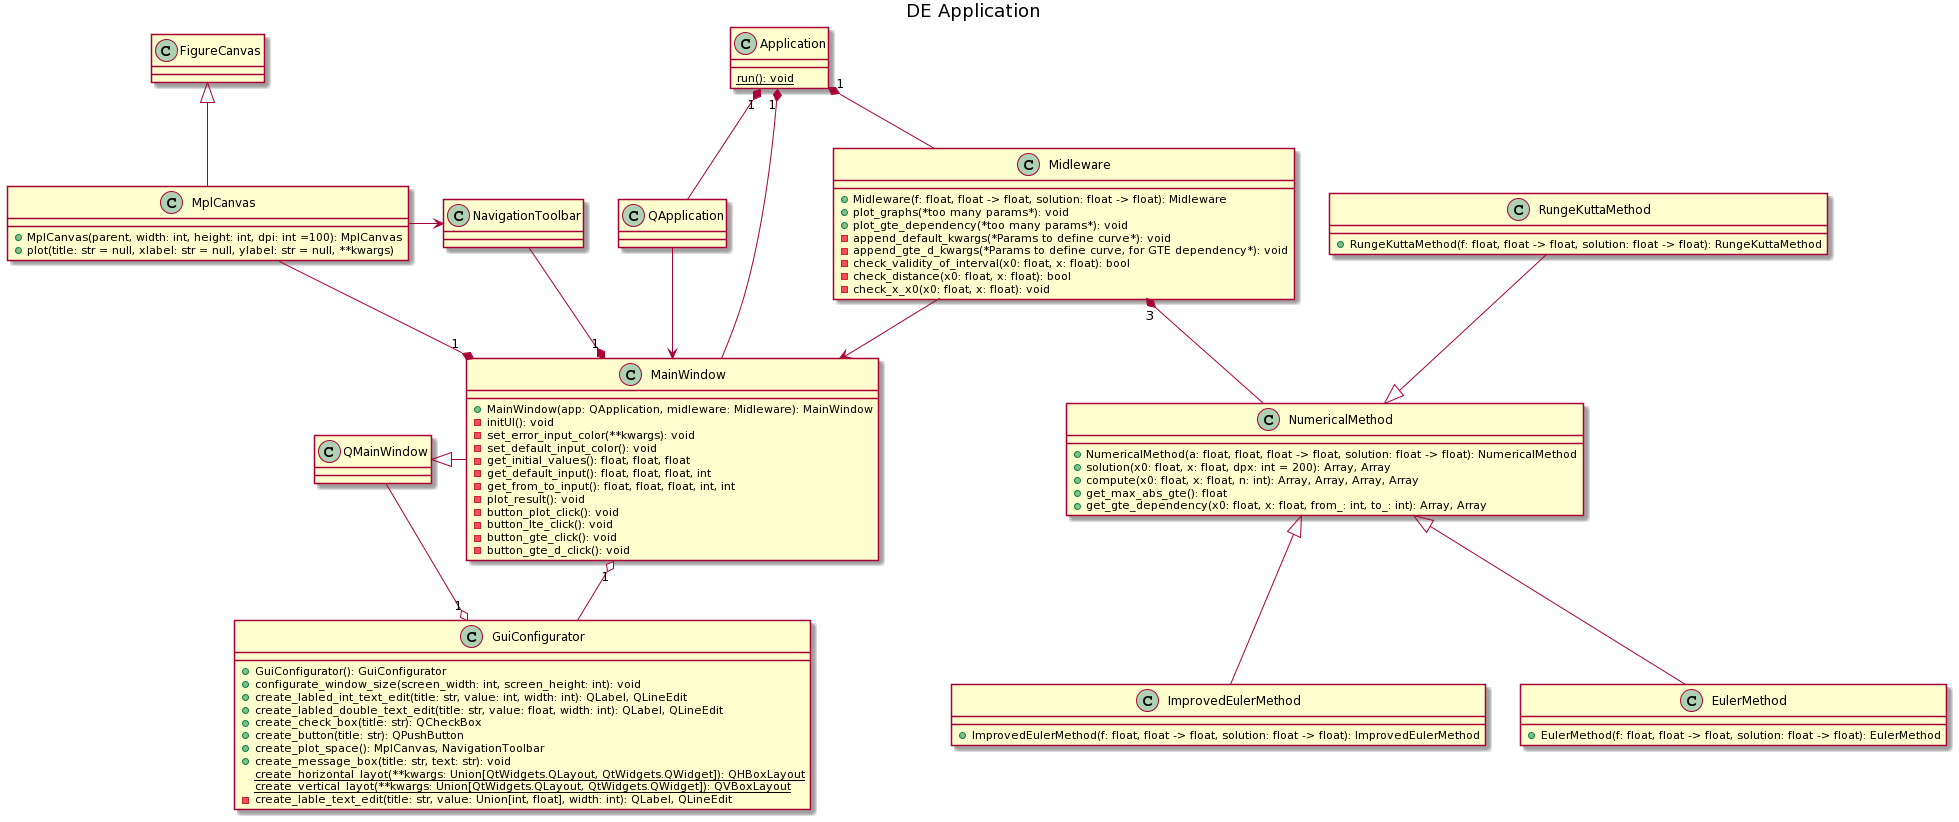 DE Application
C FigureCanvas
C Application
run(): void
1
1
1
C Midleware
Midleware(f: float, float -> float, solution: float -> float): Midleware
plot_graphs(*too many params*): void
plot_gte_dependency(*too many params*): void
append_default_kwargs(*Params to define curve*): void
append_gte_d_kwargs(*Params to define curve, for GTE dependency*): void
check_validity_of_interval(x0: float, x: float): bool
check_distance(x0: float, x: float): bool
check_x_x0(x0: float, x: float): void
3
C MplCanvas
MplCanvas(parent, width: int, height: int, dpi: int =100): MplCanvas
plot(title: str = null, xlabel: str = null, ylabel: str = null, **kwargs)
C NavigationToolbar
C QApplication
C RungeKuttaMethod
RungeKuttaMethod(f: float, float -> float, solution: float -> float): RungeKuttaMethod
1
1
C MainWindow
MainWindow(app: QApplication, midleware: Midleware): MainWindow
initUI(): void
set_error_input_color(**kwargs): void
set_default_input_color(): void
get_initial_values(): float, float, float
get_default_input(): float, float, float, int
get_from_to_input(): float, float, float, int, int
plot_result(): void
button_plot_click(): void
button_lte_click(): void
button_gte_click(): void
button_gte_d_click(): void
1
C QMainWindow
C NumericalMethod
NumericalMethod(a: float, float, float -> float, solution: float -> float): NumericalMethod
solution(x0: float, x: float, dpx: int = 200): Array, Array
compute(x0: float, x: float, n: int): Array, Array, Array, Array
get_max_abs_gte(): float
get_gte_dependency(x0: float, x: float, from_: int, to_: int): Array, Array
1
C GuiConfigurator
GuiConfigurator(): GuiConfigurator
configurate_window_size(screen_width: int, screen_height: int): void
create_labled_int_text_edit(title: str, value: int, width: int): QLabel, QLineEdit
create_labled_double_text_edit(title: str, value: float, width: int): QLabel, QLineEdit
create_check_box(title: str): QCheckBox
create_button(title: str): QPushButton
create_plot_space(): MplCanvas, NavigationToolbar
create_message_box(title: str, text: str): void
create_horizontal_layot(**kwargs: Union[QtWidgets.QLayout, QtWidgets.QWidget]): QHBoxLayout
create_vertical_layot(**kwargs: Union[QtWidgets.QLayout, QtWidgets.QWidget]): QVBoxLayout
create_lable_text_edit(title: str, value: Union[int, float], width: int): QLabel, QLineEdit
C ImprovedEulerMethod
ImprovedEulerMethod(f: float, float -> float, solution: float -> float): ImprovedEulerMethod
C EulerMethod
EulerMethod(f: float, float -> float, solution: float -> float): EulerMethod